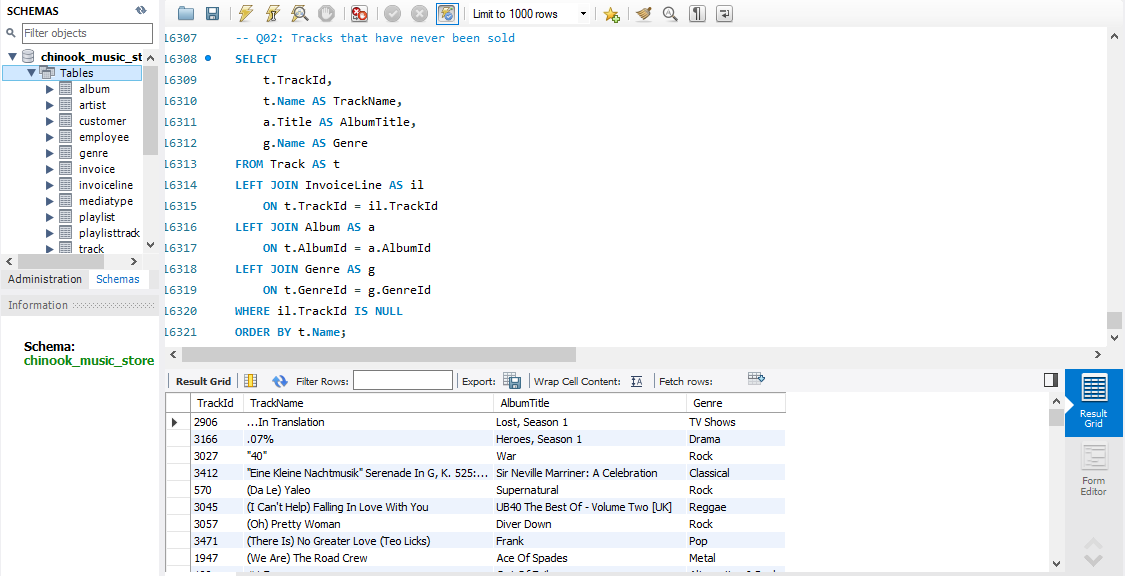 SCHEMAS
Filter objects
chinook_music_st
Tables
album
artist
customer
employee
genre
invoice
invoiceline
mediatype
playlist
playlisttrack
track
Administration Schemas
Information
Schema:
chinook_music_store
Limit to 1000 rows
16307 -- Q02: Tracks that have never been sold
16308 SELECT
16309 t.TrackId,
16310 t.Name AS TrackName,
16311 a.Title AS AlbumTitle,
16312 g.Name AS Genre
16313 FROM Track AS t
16314 LEFT JOIN InvoiceLine AS il
16315 ON t.TrackId = il.TrackId
16316 LEFT JOIN Album AS a
16317 ON t.AlbumId = a.AlbumId
16318 LEFT JOIN Genre AS g
16319 ON t.GenreId = g.GenreId
16320 WHERE il.TrackId IS NULL
16321 ORDER BY t.Name;
Result Grid Filter Rows: Export: Wrap Cell Content: IA Fetch rows:
TrackId TrackName AlbumTitle Genre
2906 ...In Translation Lost, Season 1 TV Shows
3166 .07% Heroes, Season 1 Drama
3027 "40" War Rock
3412 "Eine Kleine Nachtmusik" Serenade In G, K. 525:... Sir Neville Marriner: A Celebration Classical
570 (Da Le) Yaleo Supernatural Rock
3045 (I Can't Help) Falling In Love With You UB40 The Best Of - Volume Two [UK] Reggae
3057 (Oh) Pretty Woman Diver Down Rock
3471 (There Is) No Greater Love (Teo Licks) Frank Pop
1947 (We Are) The Road Crew Ace Of Spades Metal
Result
Grid
Form
Editor